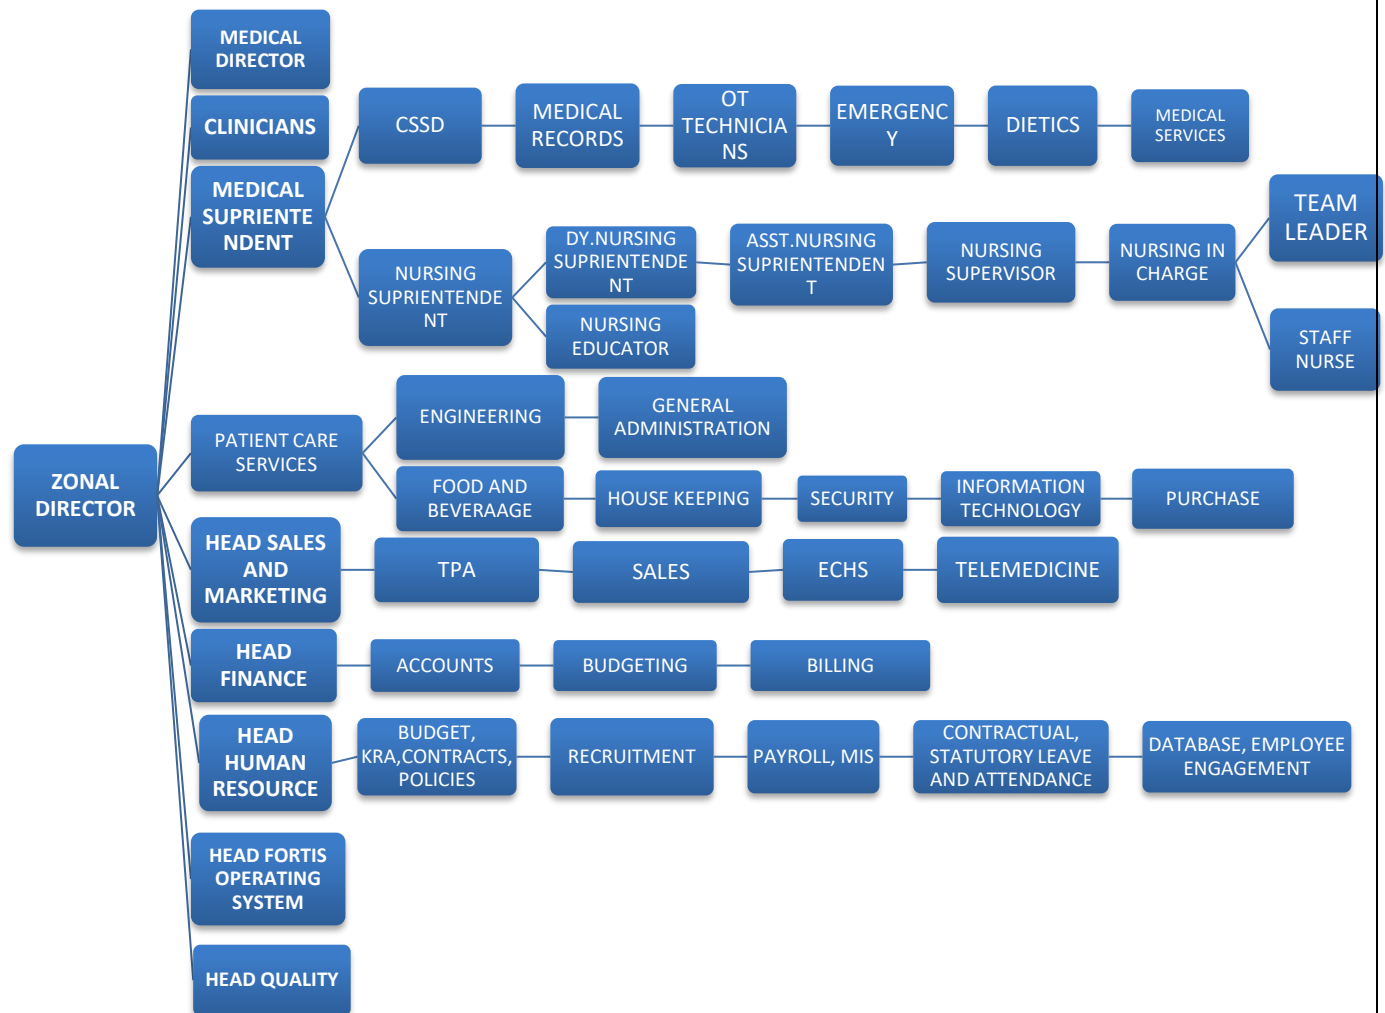 MEDICAL
DIRECTOR
CLINICIANS
MEDICAL
SUPRIENTE
NDENT
CSSD
MEDICAL
RECORDS
OT
TECHNICIA
NS
EMERGENC
Y
DIETICS
MEDICAL
SERVICES
NURSING
SUPRIENTENDE
NT
DY.NURSING
SUPRIENTENDE
NT
NURSING
EDUCATOR
ASST.NURSING
SUPRIENTENDEN
T
NURSING
SUPERVISOR
NURSING IN
CHARGE
TEAM
LEADER
STAFF
NURSE
ZONAL
DIRECTOR
PATIENT CARE
SERVICES
ENGINEERING
GENERAL
ADMINISTRATION
FOOD AND
BEVERAAGE
HOUSE KEEPING
SECURITY
INFORMATION
TECHNOLOGY
PURCHASE
HEAD SALES
AND
MARKETING
TPA
SALES
ECHS
TELEMEDICINE
HEAD
FINANCE
ACCOUNTS
BUDGETING
BILLING
HEAD
HUMAN
RESOURCE
BUDGET,
KRA,CONTRACTS,
POLICIES
RECRUITMENT
PAYROLL, MIS
CONTRACTUAL,
STATUTORY LEAVE
AND ATTENDANCE
DATABASE, EMPLOYEE
ENGAGEMENT
HEAD FORTIS
OPERATING
SYSTEM
HEAD QUALITY